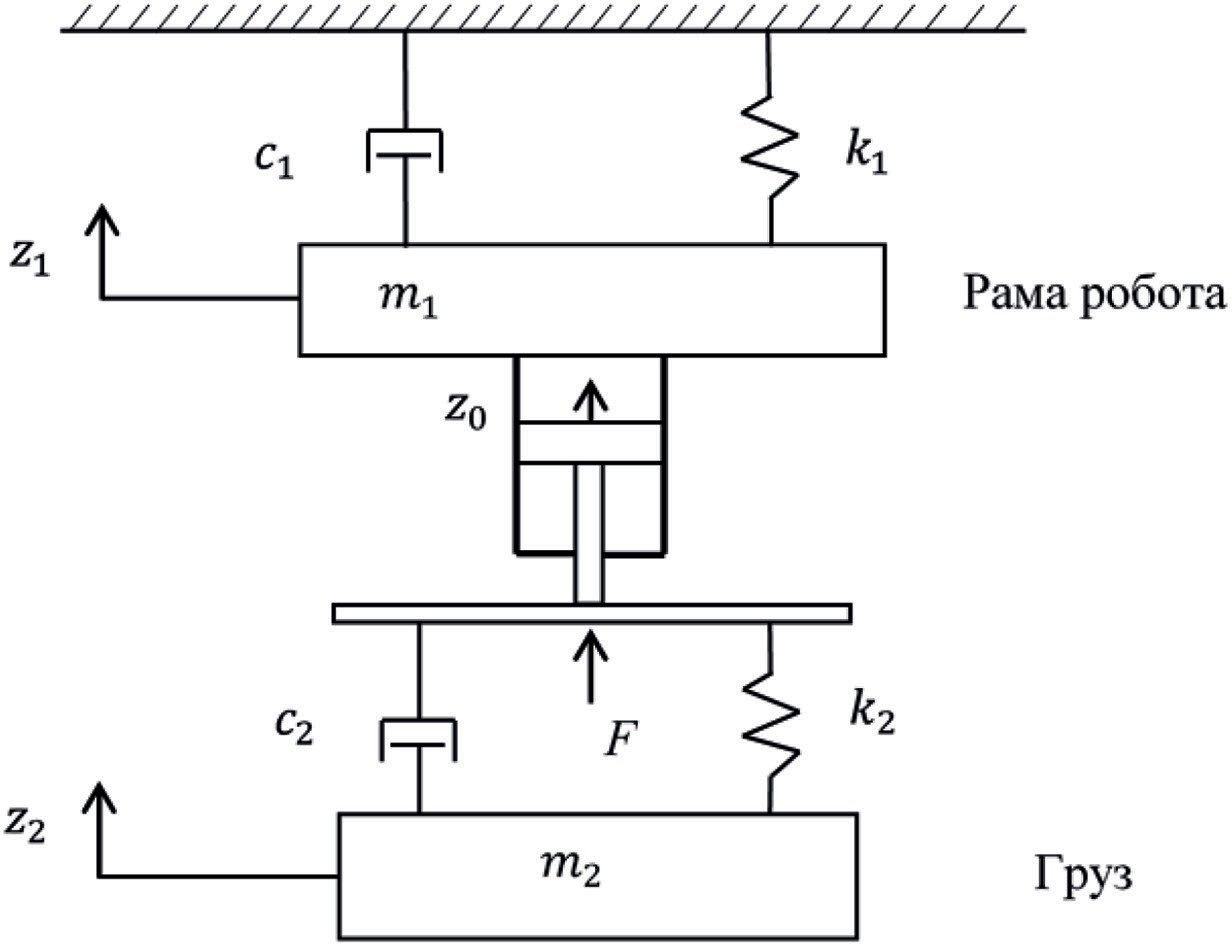 c₁
k₁
z₁
m₁
Рама робота
z₀
c₂
F
k₂
z₂
m₂
Груз